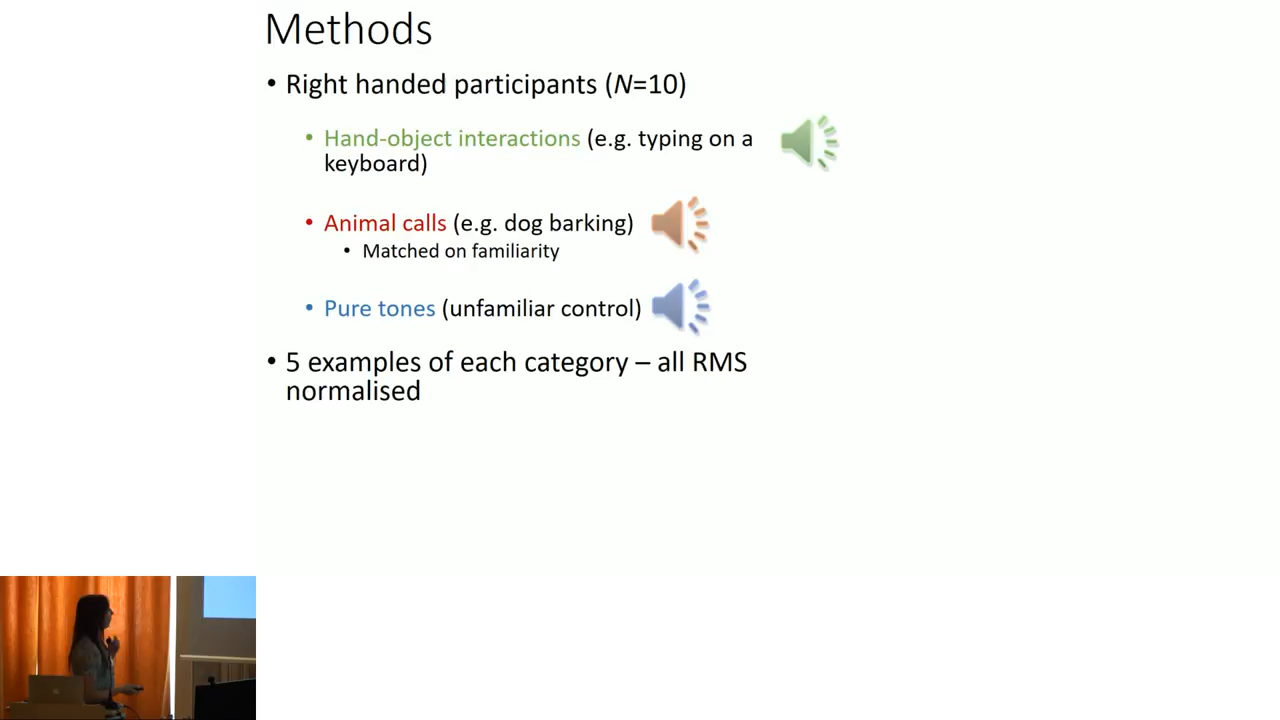 Methods
• Right handed participants (N=10)
• Hand-object interactions (e.g. typing on a
keyboard)
• Animal calls (e.g. dog barking)
• Matched on familiarity
• Pure tones (unfamiliar control)
• 5 examples of each category – all RMS
normalised